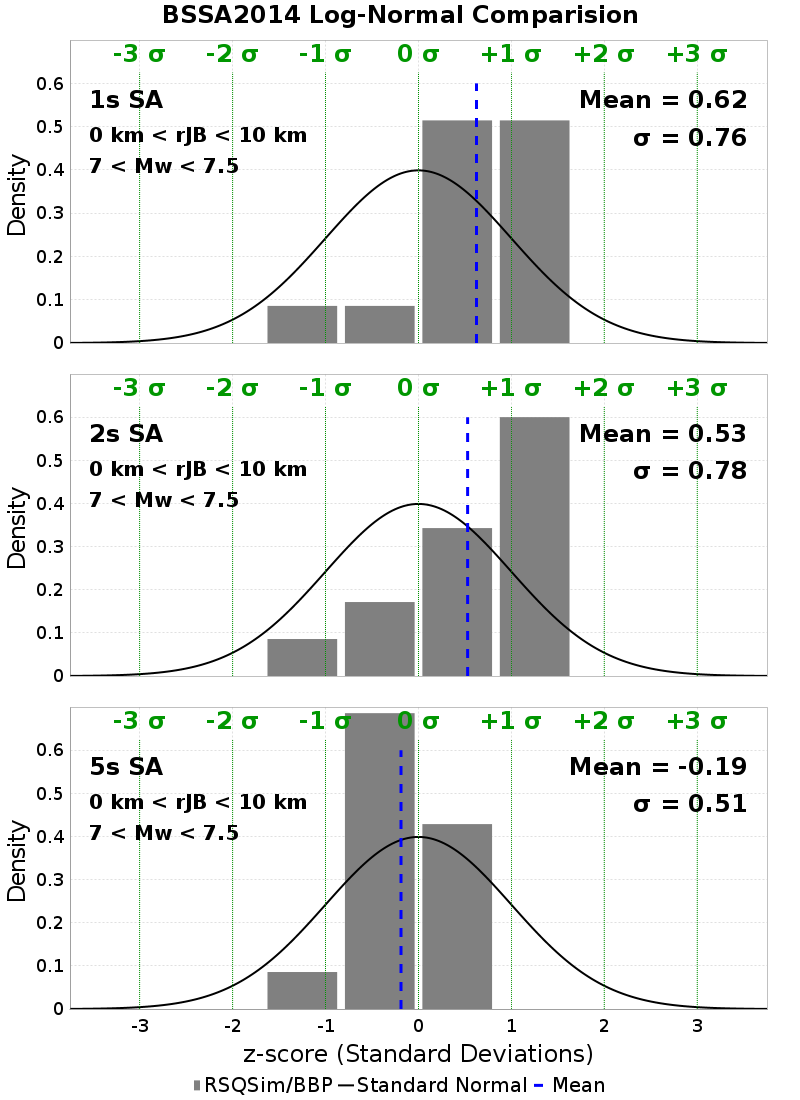 BSSA2014 Log-Normal Comparision
-3 σ -2 σ -1 σ 0 σ +1 σ +2 σ +3 σ
0.6
1s SA
Mean = 0.62
0.5
0 km < rJB < 10 km
σ = 0.76
7 < Mw < 7.5
0.4
0.3
0.2
0.1
0
Density
-3 σ -2 σ -1 σ 0 σ +1 σ +2 σ +3 σ
0.6
2s SA
Mean = 0.53
0.5
0 km < rJB < 10 km
σ = 0.78
7 < Mw < 7.5
0.4
0.3
0.2
0.1
0
Density
-3 σ -2 σ -1 σ 0 σ +1 σ +2 σ +3 σ
0.6
5s SA
Mean = -0.19
0.5
0 km < rJB < 10 km
σ = 0.51
7 < Mw < 7.5
0.4
0.3
0.2
0.1
0
Density
-3 -2 -1 0 1 2 3
z-score (Standard Deviations)
RSQSim/BBP Standard Normal Mean